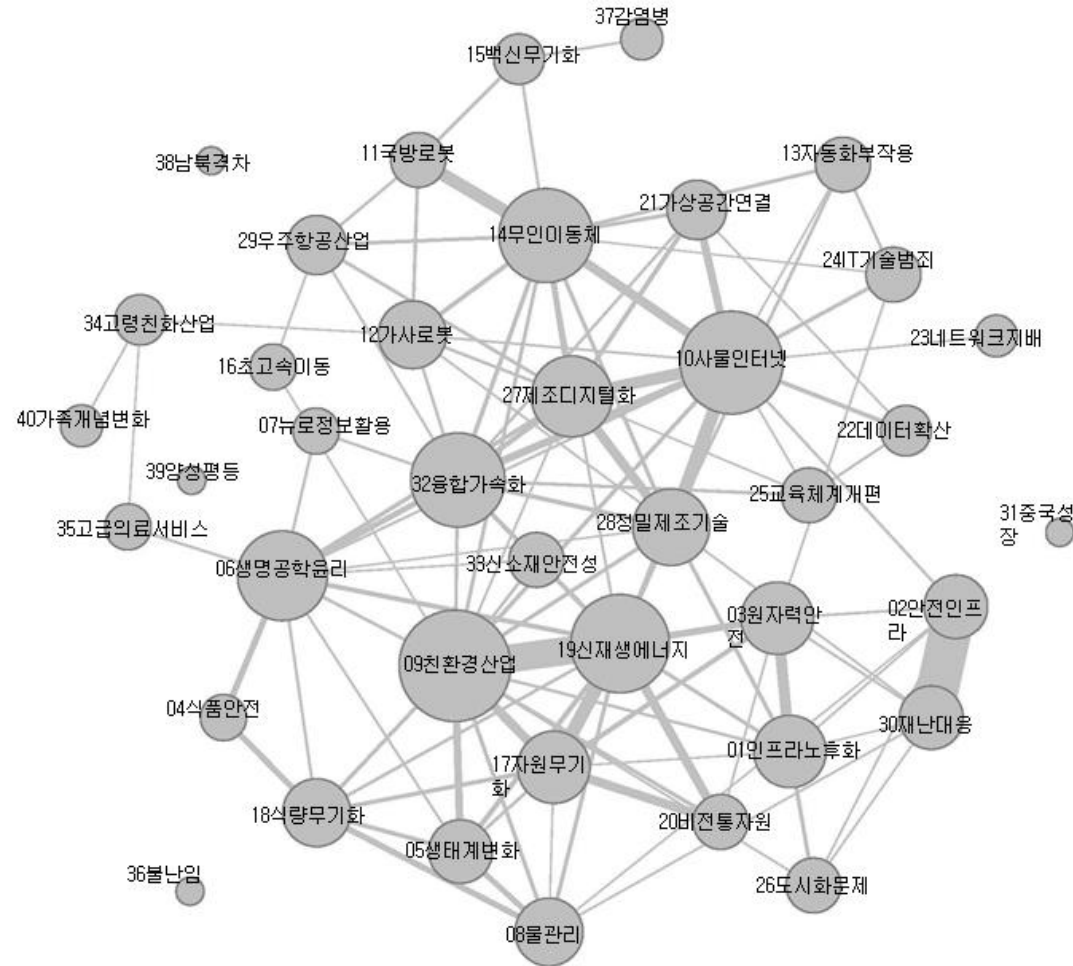 37감염병
15백신무기화
11국방로봇
38남북격차
13자동화부작용
21가상공간연결
14무인이동체
29우주항공산업
24IT기술범죄
34고령친화산업
12가사로봇
23네트워크지배
10사물인터넷
16초고속이동
27제조디지털화
40가족개념변화
07뉴로정보활용
22데이터확산
39양성평등
32융합가속화
25교육체계개편
35고급의료서비스
28정밀제조기술
31중국성
장
33신소재안전성
06생명공학윤리
03원자력안
전
02안전인프
라
19신재생에너지
09친환경산업
04식품안전
30재난대응
01인프라노후화
17자원무기
화
18식량무기화
20비전통자원
05생태계변화
36불난임
26도시화문제
08물관리